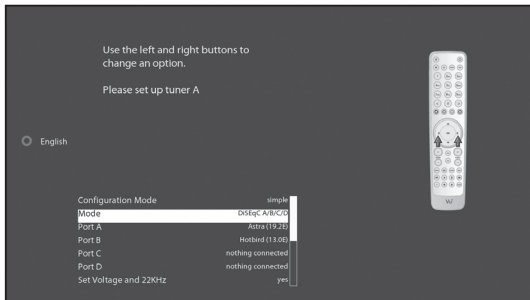 Use the left and right buttons to
change an option.
Please set up tuner A
English
Configuration Mode simple
Mode DiSEqC A/B/C/D
Port A Astra (19.2E)
Port B Hotbird (13.0E)
Port C nothing connected
Port D nothing connected
Set Voltage and 22KHz yes